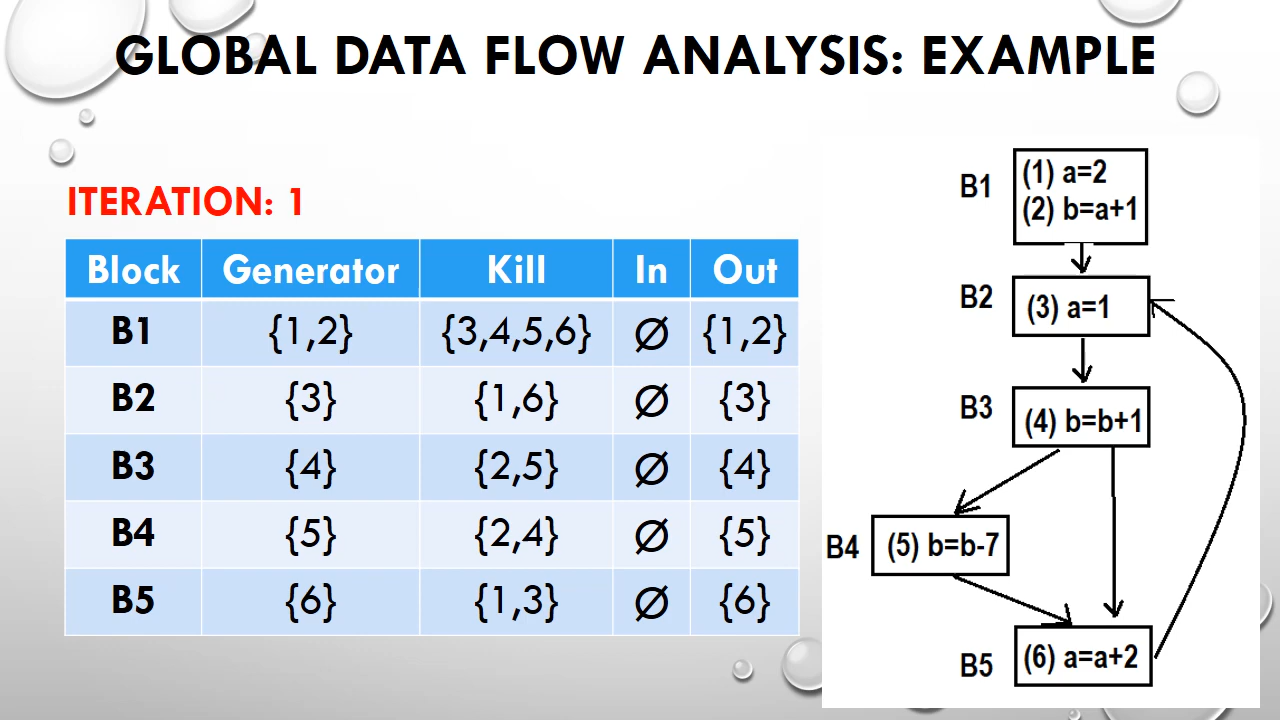 GLOBAL DATA FLOW ANALYSIS: EXAMPLE
ITERATION: 1
Block Generator Kill In Out
B1 {1,2} {3,4,5,6} ∅ {1,2}
B2 {3} {1,6} ∅ {3}
B3 {4} {2,5} ∅ {4}
B4 {5} {2,4} ∅ {5}
B5 {6} {1,3} ∅ {6}
B1
(1) a=2
(2) b=a+1
B2
(3) a=1
B3
(4) b=b+1
B4
(5) b=b-7
B5
(6) a=a+2